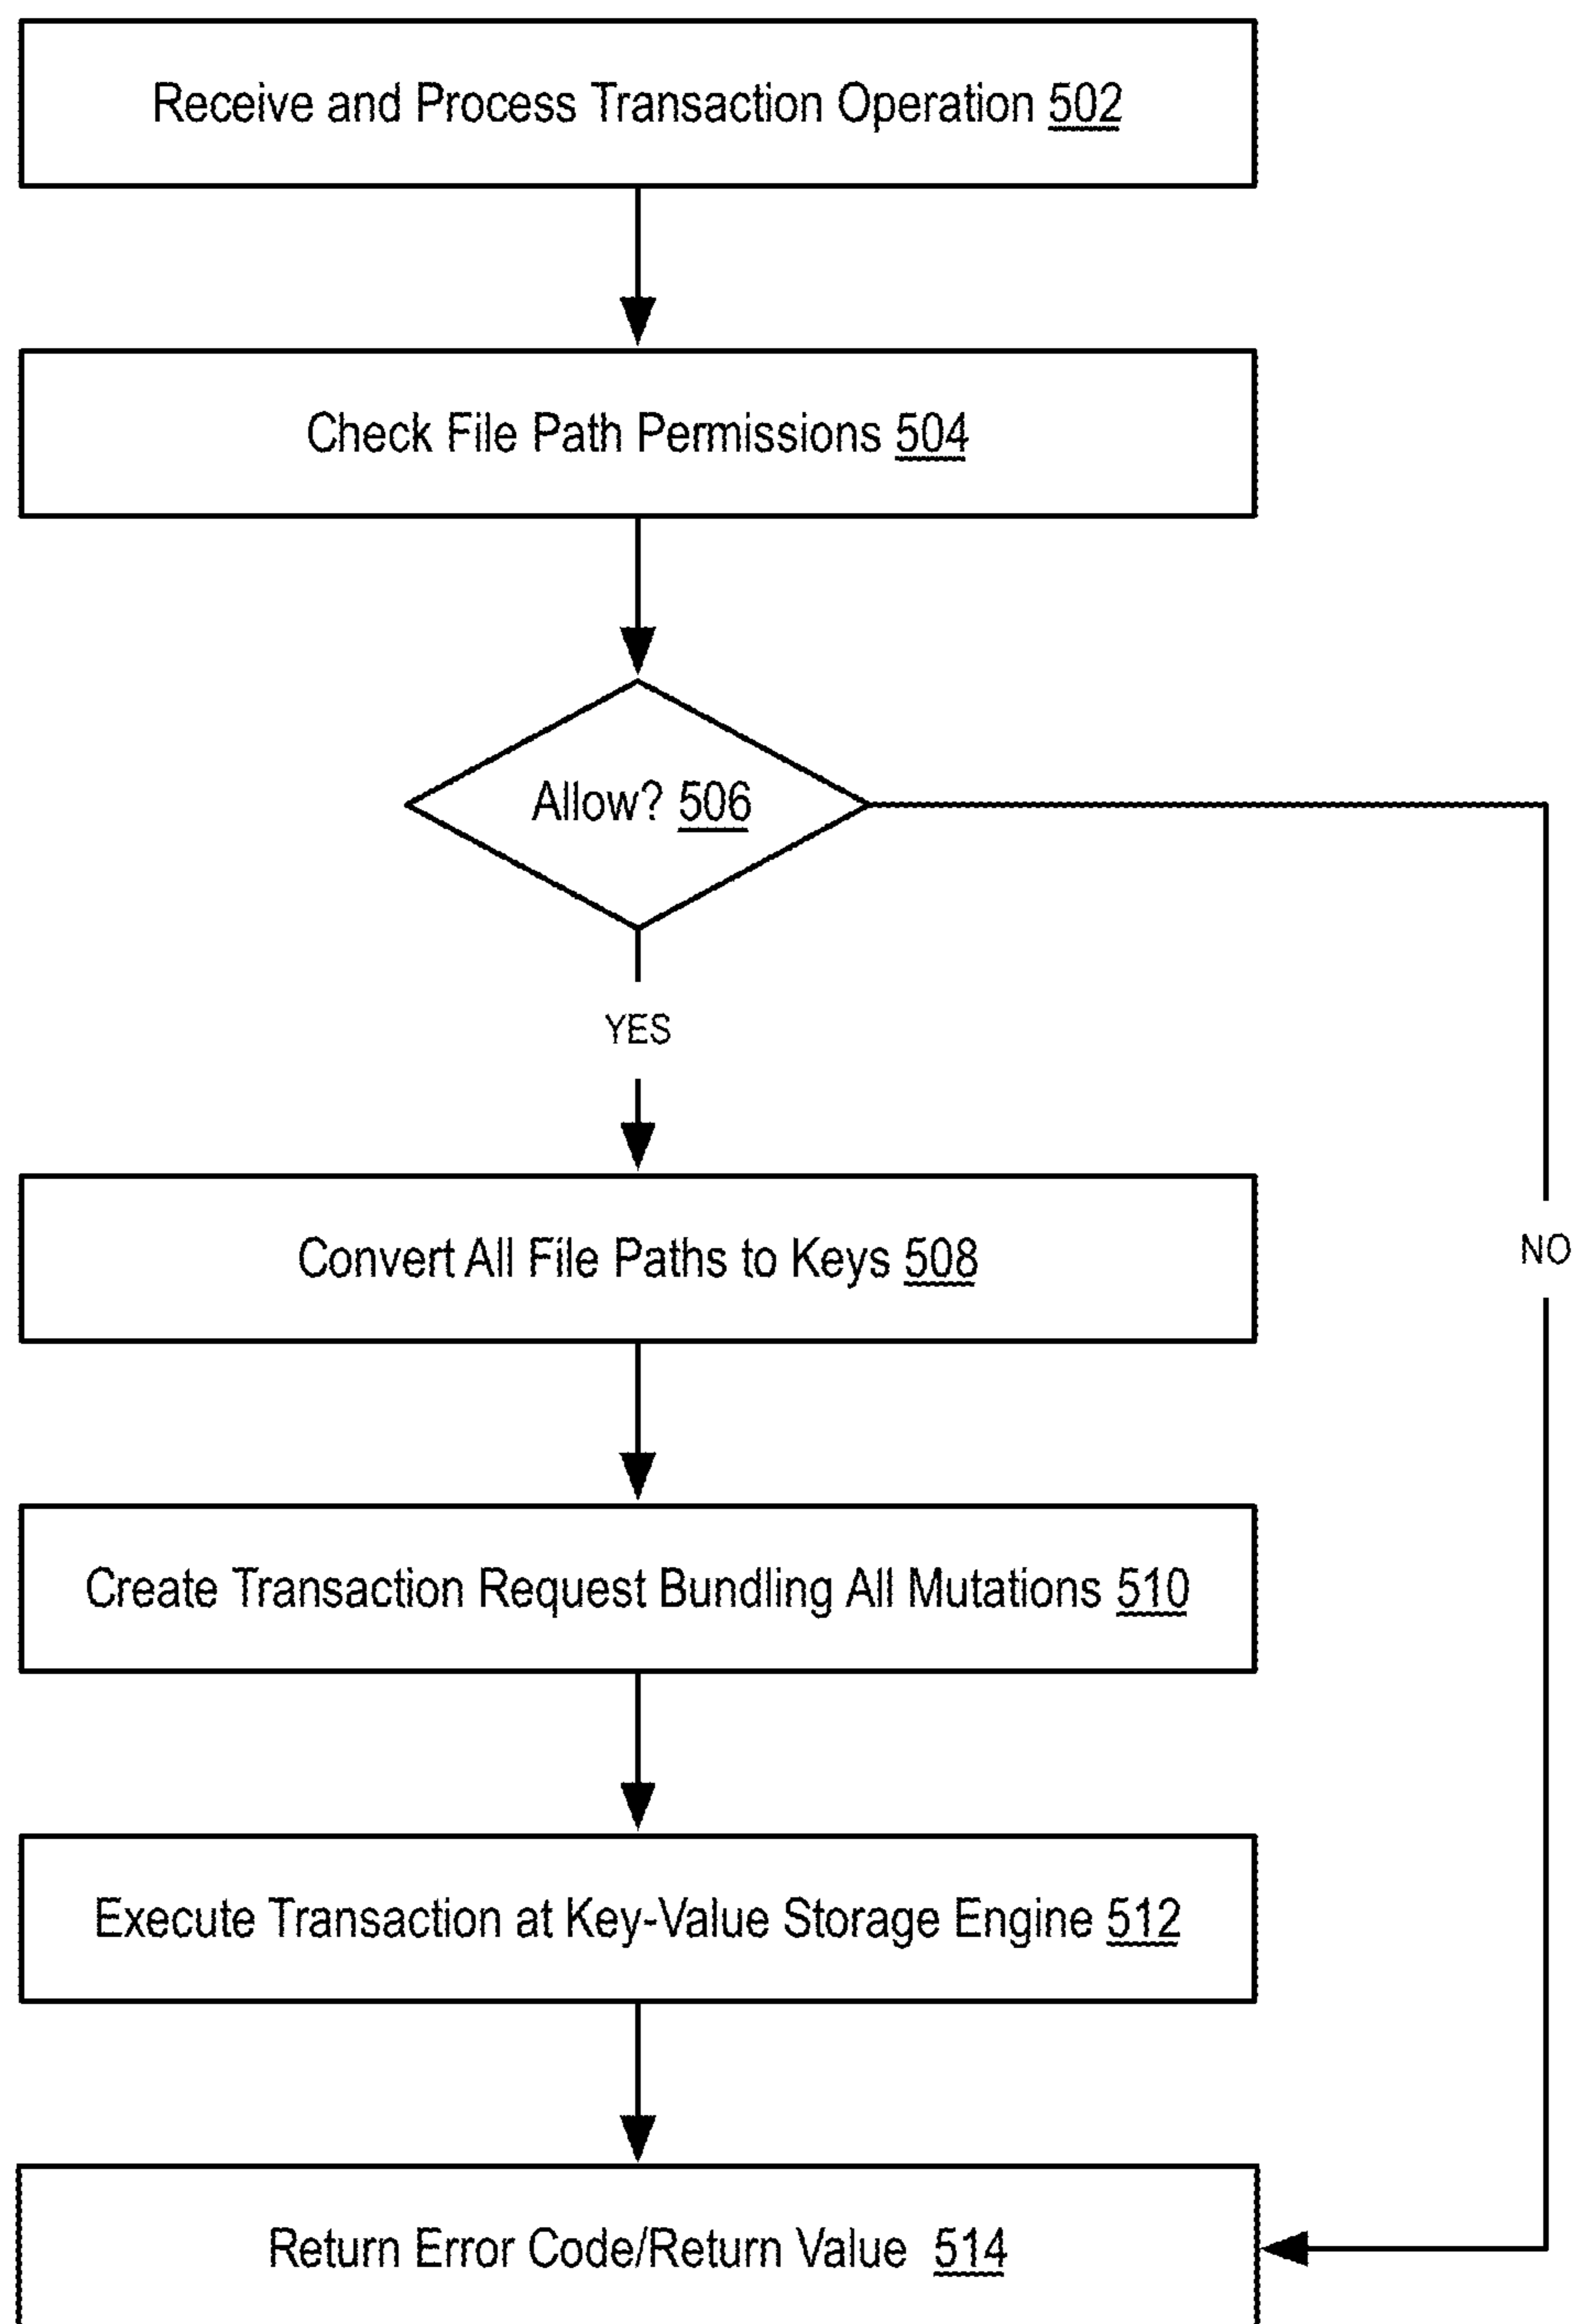 Receive and Process Transaction Operation 502
Check File Path Permissions 504
Allow? 506
YES
Convert All File Paths to Keys 508
NO
Create Transaction Request Bundling All Mutations 510
Execute Transaction at Key-Value Storage Engine 512
Return Error Code/Return Value 514